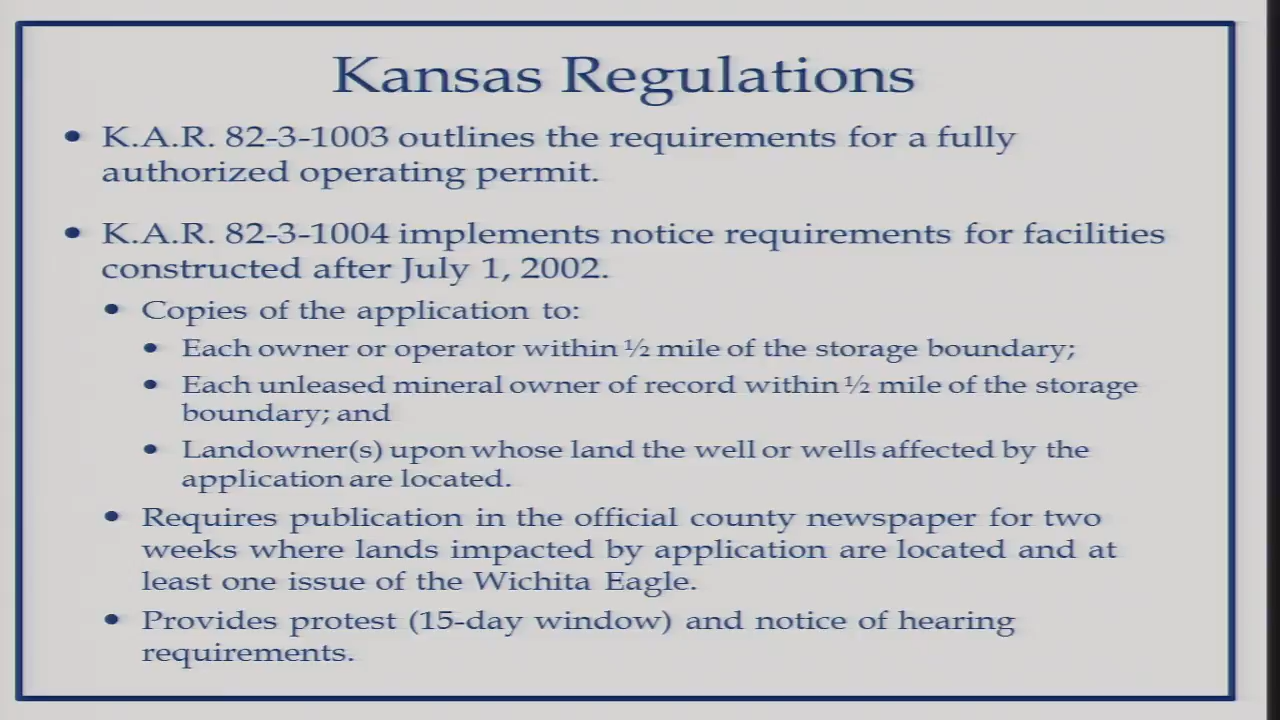 Kansas Regulations
• K.A.R. 82-3-1003 outlines the requirements for a fully
authorized operating permit.
• K.A.R. 82-3-1004 implements notice requirements for facilities
constructed after July 1, 2002.
• Copies of the application to:
• Each owner or operator within ½ mile of the storage boundary;
• Each unleased mineral owner of record within ½ mile of the storage
boundary; and
• Landowner(s) upon whose land the well or wells affected by the
application are located.
• Requires publication in the official county newspaper for two
weeks where lands impacted by application are located and at
least one issue of the Wichita Eagle.
• Provides protest (15-day window) and notice of hearing
requirements.